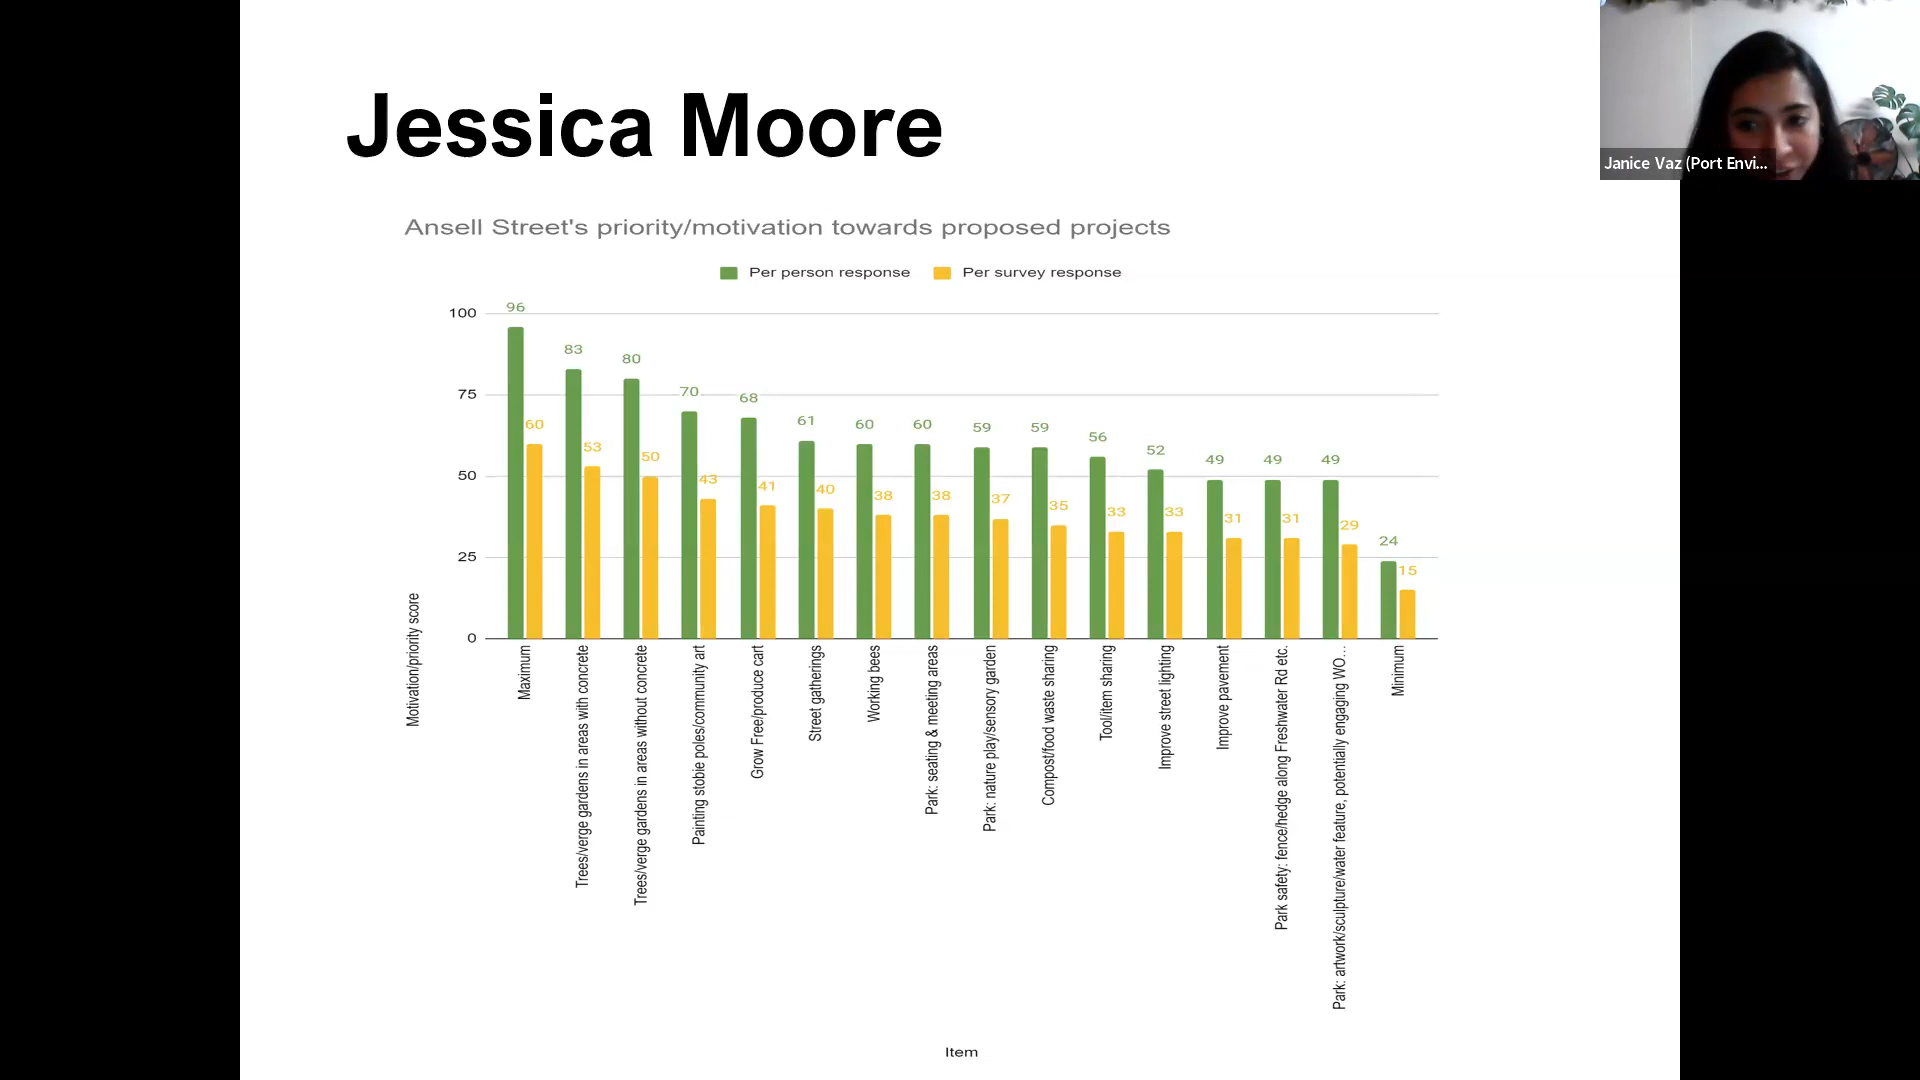 Jessica Moore
Janice Vaz (Port Envi...
Ansell Street's priority/motivation towards proposed projects
Per person response
Per survey response
100
75
50
25
0
96
60
83
53
80
50
70
43
68
41
61
40
60
38
60
38
59
37
59
35
56
33
52
33
49
31
49
31
49
29
24
15
Motivation/priority score
Maximum
Trees/verge gardens in areas with concrete
Trees/verge gardens in areas without concrete
Painting stobie poles/community art
Grow Free/produce cart
Street gatherings
Working bees
Park: seating & meeting areas
Park: nature play/sensory garden
Compost/food waste sharing
Tool/item sharing
Improve street lighting
Improve pavement
Park safety: fence/hedge along Freshwater Rd etc.
Park: artwork/sculpture/water feature, potentially engaging WO...
Minimum
Item